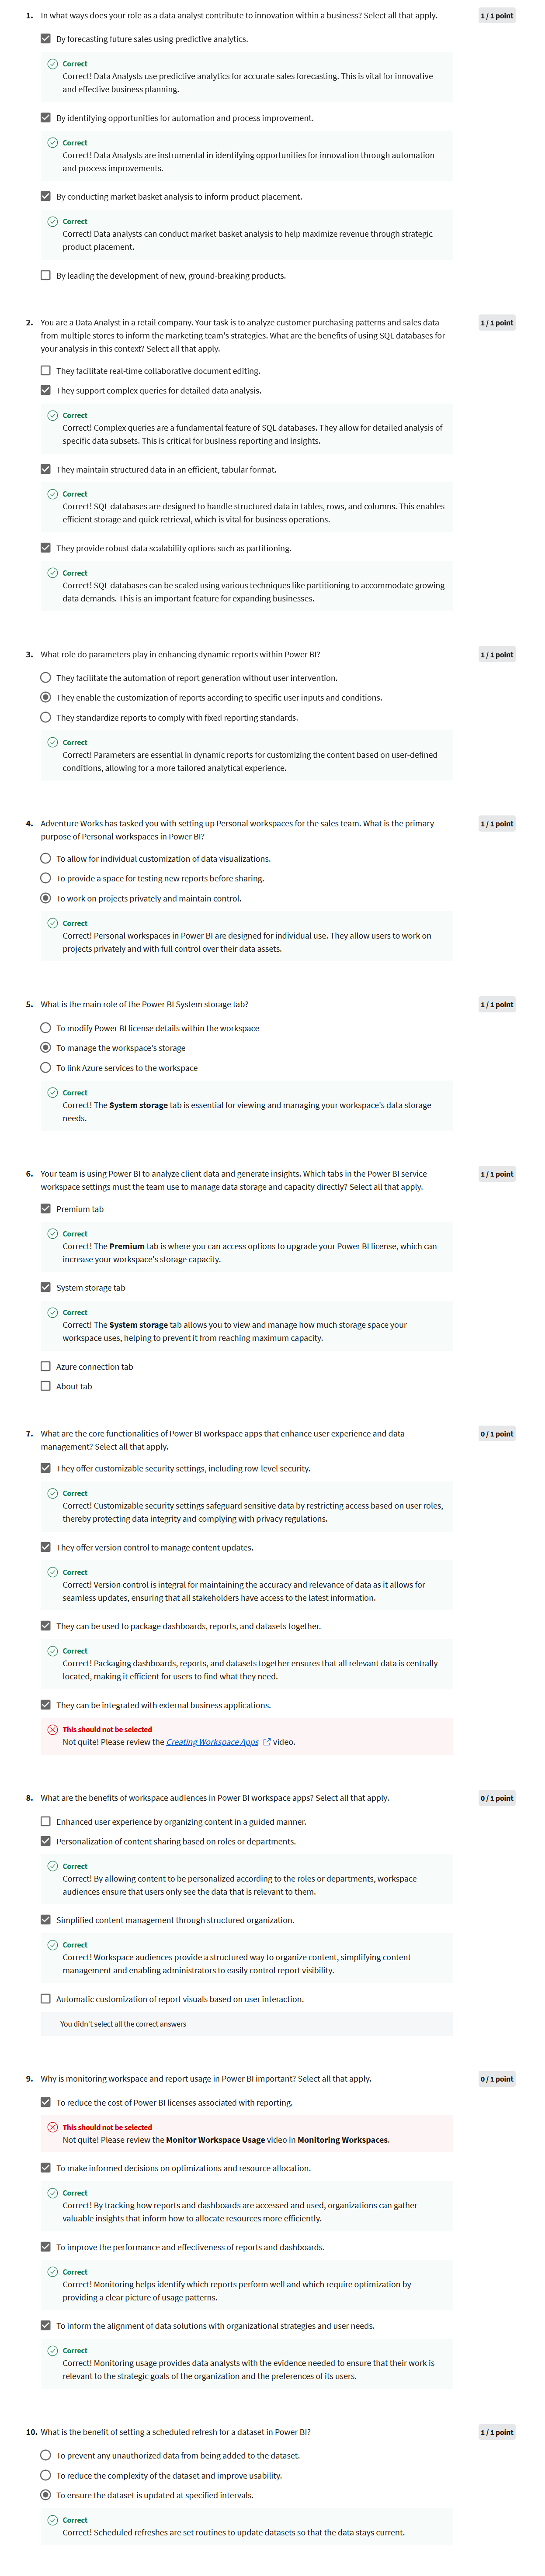 1. In what ways does your role as a data analyst contribute to innovation within a business? Select all that apply.
1 / 1 point
By forecasting future sales using predictive analytics.
Correct
Correct! Data Analysts use predictive analytics for accurate sales forecasting. This is vital for innovative
and effective business planning.
By identifying opportunities for automation and process improvement.
Correct
Correct! Data Analysts are instrumental in identifying opportunities for innovation through automation
and process improvements.
By conducting market basket analysis to inform product placement.
Correct
Correct! Data analysts can conduct market basket analysis to help maximize revenue through strategic
product placement.
By leading the development of new, ground-breaking products.
2. You are a Data Analyst in a retail company. Your task is to analyze customer purchasing patterns and sales data
1 / 1 point
from multiple stores to inform the marketing team's strategies. What are the benefits of using SQL databases for
your analysis in this context? Select all that apply.
They facilitate real-time collaborative document editing.
They support complex queries for detailed data analysis.
Correct
Correct! Complex queries are a fundamental feature of SQL databases. They allow for detailed analysis of
specific data subsets. This is critical for business reporting and insights.
They maintain structured data in an efficient, tabular format.
Correct
Correct! SQL databases are designed to handle structured data in tables, rows, and columns. This enables
efficient storage and quick retrieval, which is vital for business operations.
They provide robust data scalability options such as partitioning.
Correct
Correct! SQL databases can be scaled using various techniques like partitioning to accommodate growing
data demands. This is an important feature for expanding businesses.
3. What role do parameters play in enhancing dynamic reports within Power BI?
1 / 1 point
They facilitate the automation of report generation without user intervention.
They enable the customization of reports according to specific user inputs and conditions.
They standardize reports to comply with fixed reporting standards.
Correct
Correct! Parameters are essential in dynamic reports for customizing the content based on user-defined
conditions, allowing for a more tailored analytical experience.
4. Adventure Works has tasked you with setting up Personal workspaces for the sales team. What is the primary
1 / 1 point
purpose of Personal workspaces in Power BI?
To allow for individual customization of data visualizations.
To provide a space for testing new reports before sharing.
To work on projects privately and maintain control.
Correct
Correct! Personal workspaces in Power BI are designed for individual use. They allow users to work on
projects privately and with full control over their data assets.
5. What is the main role of the Power BI System storage tab?
1 / 1 point
To modify Power BI license details within the workspace
To manage the workspace's storage
To link Azure services to the workspace
Correct
Correct! The System storage tab is essential for viewing and managing your workspace's data storage
needs.
6. Your team is using Power BI to analyze client data and generate insights. Which tabs in the Power BI service
1 / 1 point
workspace settings must the team use to manage data storage and capacity directly? Select all that apply.
Premium tab
Correct
Correct! The Premium tab is where you can access options to upgrade your Power BI license, which can
increase your workspace's storage capacity.
System storage tab
Correct
Correct! The System storage tab allows you to view and manage how much storage space your
workspace uses, helping to prevent it from reaching maximum capacity.
Azure connection tab
About tab
7. What are the core functionalities of Power BI workspace apps that enhance user experience and data
0 / 1 point
management? Select all that apply.
They offer customizable security settings, including row-level security.
Correct
Correct! Customizable security settings safeguard sensitive data by restricting access based on user roles,
thereby protecting data integrity and complying with privacy regulations.
They offer version control to manage content updates.
Correct
Correct! Version control is integral for maintaining the accuracy and relevance of data as it allows for
seamless updates, ensuring that all stakeholders have access to the latest information.
They can be used to package dashboards, reports, and datasets together.
Correct
Correct! Packaging dashboards, reports, and datasets together ensures that all relevant data is centrally
located, making it efficient for users to find what they need.
They can be integrated with external business applications.
This should not be selected
Not quite! Please review the Creating Workspace Apps video.
8. What are the benefits of workspace audiences in Power BI workspace apps? Select all that apply.
0 / 1 point
Enhanced user experience by organizing content in a guided manner.
Personalization of content sharing based on roles or departments.
Correct
Correct! By allowing content to be personalized according to the roles or departments, workspace
audiences ensure that users only see the data that is relevant to them.
Simplified content management through structured organization.
Correct
Correct! Workspace audiences provide a structured way to organize content, simplifying content
management and enabling administrators to easily control report visibility.
Automatic customization of report visuals based on user interaction.
You didn't select all the correct answers
9. Why is monitoring workspace and report usage in Power BI important? Select all that apply.
0 / 1 point
To reduce the cost of Power BI licenses associated with reporting.
This should not be selected
Not quite! Please review the Monitor Workspace Usage video in Monitoring Workspaces.
To make informed decisions on optimizations and resource allocation.
Correct
Correct! By tracking how reports and dashboards are accessed and used, organizations can gather
valuable insights that inform how to allocate resources more efficiently.
To improve the performance and effectiveness of reports and dashboards.
Correct
Correct! Monitoring helps identify which reports perform well and which require optimization by
providing a clear picture of usage patterns.
To inform the alignment of data solutions with organizational strategies and user needs.
Correct
Correct! Monitoring usage provides data analysts with the evidence needed to ensure that their work is
relevant to the strategic goals of the organization and the preferences of its users.
10. What is the benefit of setting a scheduled refresh for a dataset in Power BI?
1 / 1 point
To prevent any unauthorized data from being added to the dataset.
To reduce the complexity of the dataset and improve usability.
To ensure the dataset is updated at specified intervals.
Correct
Correct! Scheduled refreshes are set routines to update datasets so that the data stays current.